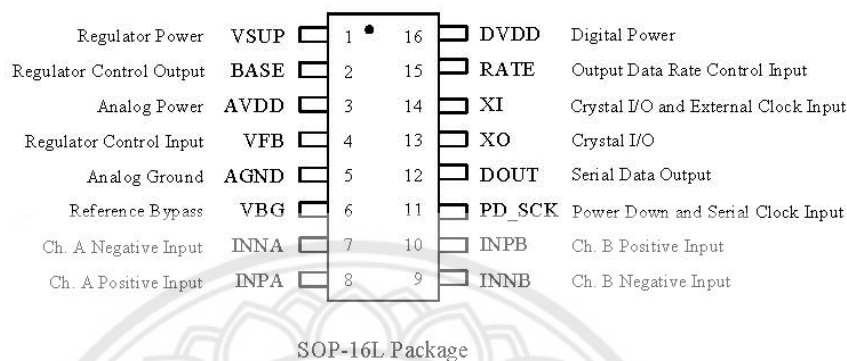 Regulator Power VSUP 1 16 DVDD Digital Power
Regulator Control Output BASE 2 15 RATE Output Data Rate Control Input
Analog Power AVDD 3 14 XI Crystal I/O and External Clock Input
Regulator Control Input VFB 4 13 XO Crystal I/O
Analog Ground AGND 5 12 DOUT Serial Data Output
Reference Bypass VBG 6 11 PD_SCK Power Down and Serial Clock Input
Ch. A Negative Input INNA 7 10 INPB Ch. B Positive Input
Ch. A Positive Input INPA 8 9 INNB Ch. B Negative Input
SOP-16L Package